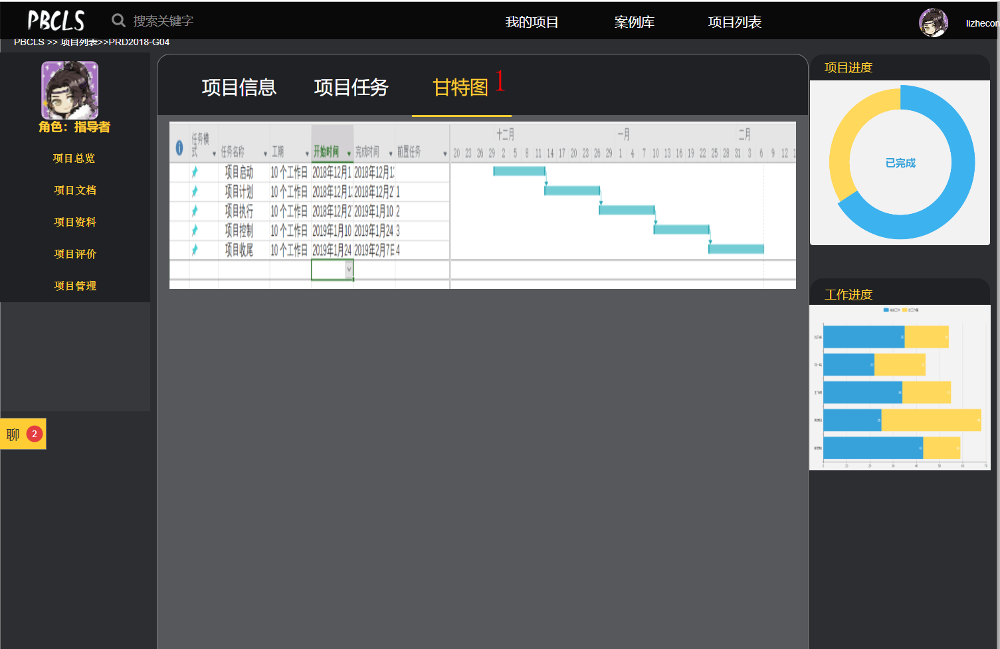 PBCLS
搜索关键字
我的项目
案例库
项目列表
lizhecon
PBCLS >> 项目列表>>PRD2018-G04
角色：指导者
项目总览
项目文档
项目资料
项目评价
项目管理
聊 2
项目信息
项目任务
甘特图 1
任务模式 任务名称 工期 开始时间 完成时间 前置任务
项目启动 10 个工作日 2018年12月1 2018年12月1
项目计划 10 个工作日 2018年12月1 2018年12月2 1
项目执行 10 个工作日 2018年12月2 2019年1月10 2
项目控制 10 个工作日 2019年1月10 2019年1月24 3
项目收尾 10 个工作日 2019年1月24 2019年2月7日 4
十二月 一月 二月
20 23 26 29 2 5 8 11 14 17 20 23 26 29 1 4 7 10 13 16 19 22 25 28 31 3 6 9 12 1
项目进度
已完成
工作进度
0 10 20 30 40 50 60 70